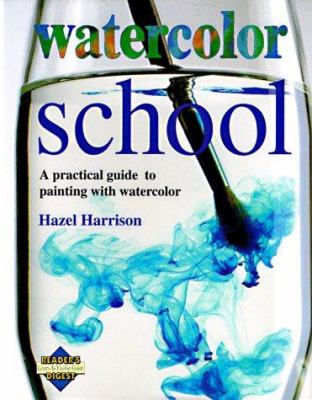 watercolor
school
A practical guide to
painting with watercolor
Hazel Harrison
READER'S
DIGEST